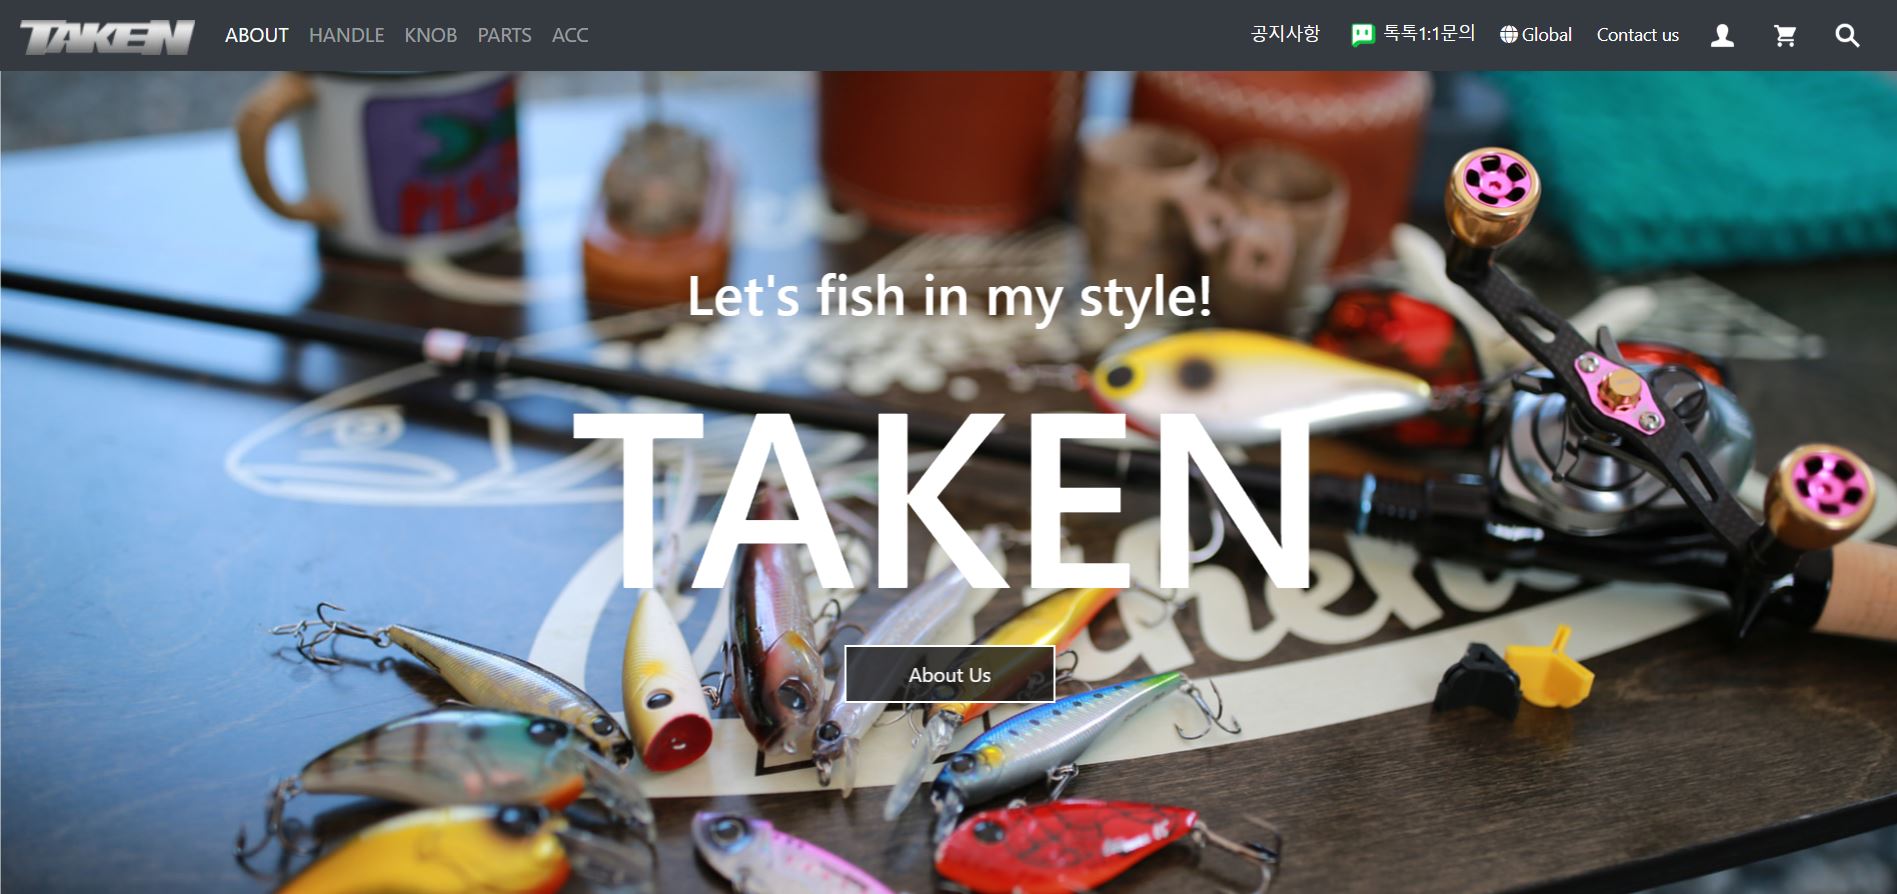 TAKEN ABOUT HANDLE KNOB PARTS ACC 공지사항 톡톡1:1문의 Global Contact us
Let's fish in my style!
TAKEN
About Us